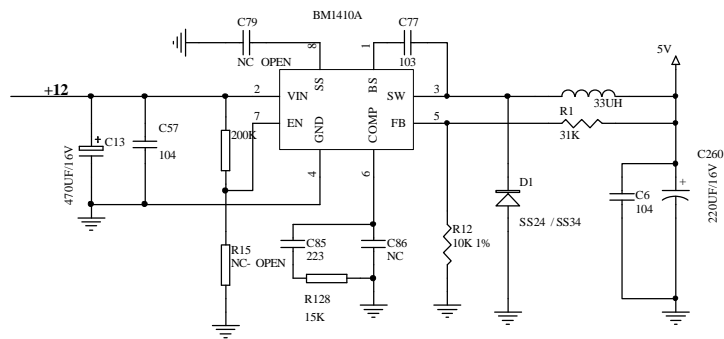 BM1410A
C79
NC OPEN
8
1
C77
103
5V
+12
2
VIN
SS
BS
SW
3
33UH
7
EN
GND
COMP
FB
5
R1
31K
200K
C13
470UF/16V
C57
104
4
6
C260
220UF/16V
D1
SS24 / SS34
C6
104
R15
NC- OPEN
C85
223
C86
NC
R12
10K 1%
R128
15K